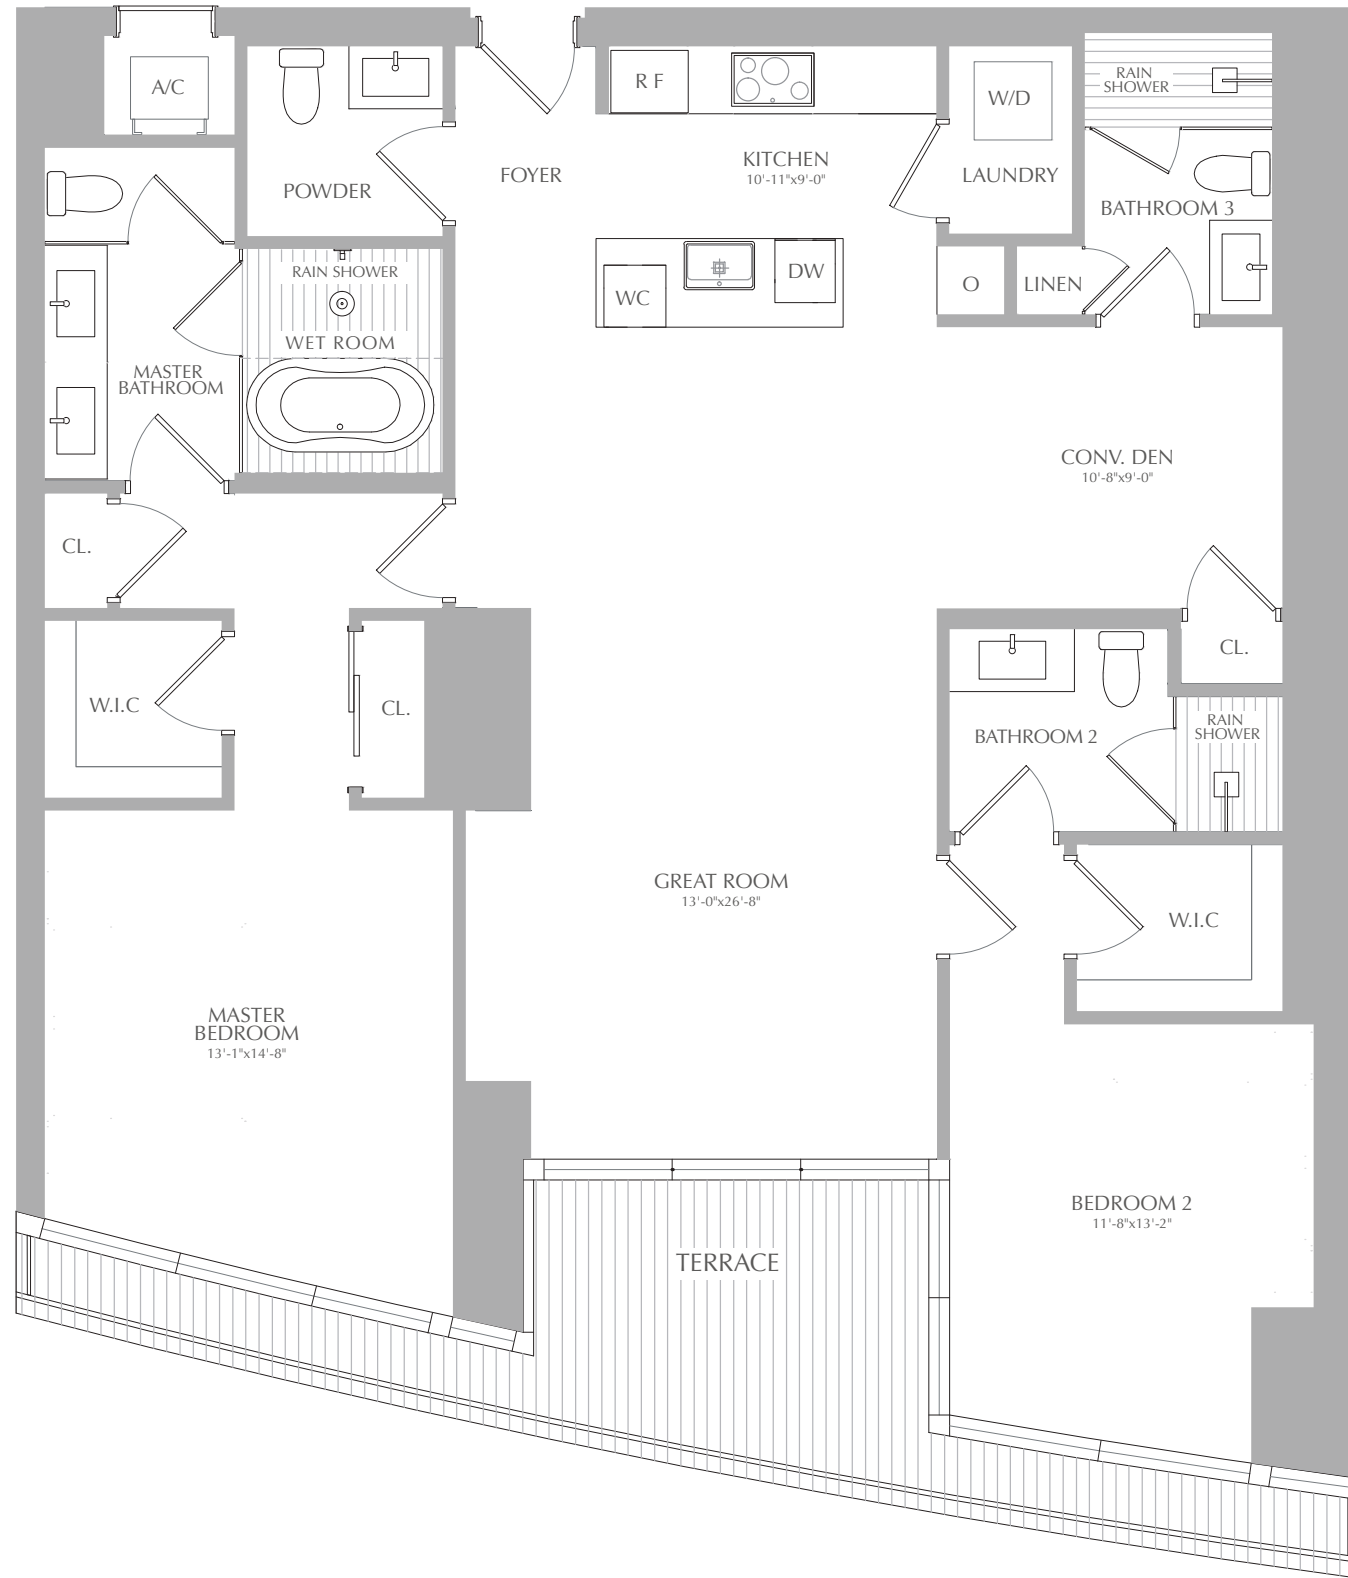 A/C
R F
W/D
RAIN
SHOWER
POWDER
FOYER
KITCHEN
10'-11"x9'-0"
LAUNDRY
BATHROOM 3
RAIN SHOWER
WET ROOM
WC
DW
O
LINEN
MASTER
BATHROOM
CONV. DEN
10'-8"x9'-0"
CL.
W.I.C
CL.
CL.
BATHROOM 2
RAIN
SHOWER
GREAT ROOM
13'-0"x26'-8"
W.I.C
MASTER
BEDROOM
13'-1"x14'-8"
BEDROOM 2
11'-8"x13'-2"
TERRACE